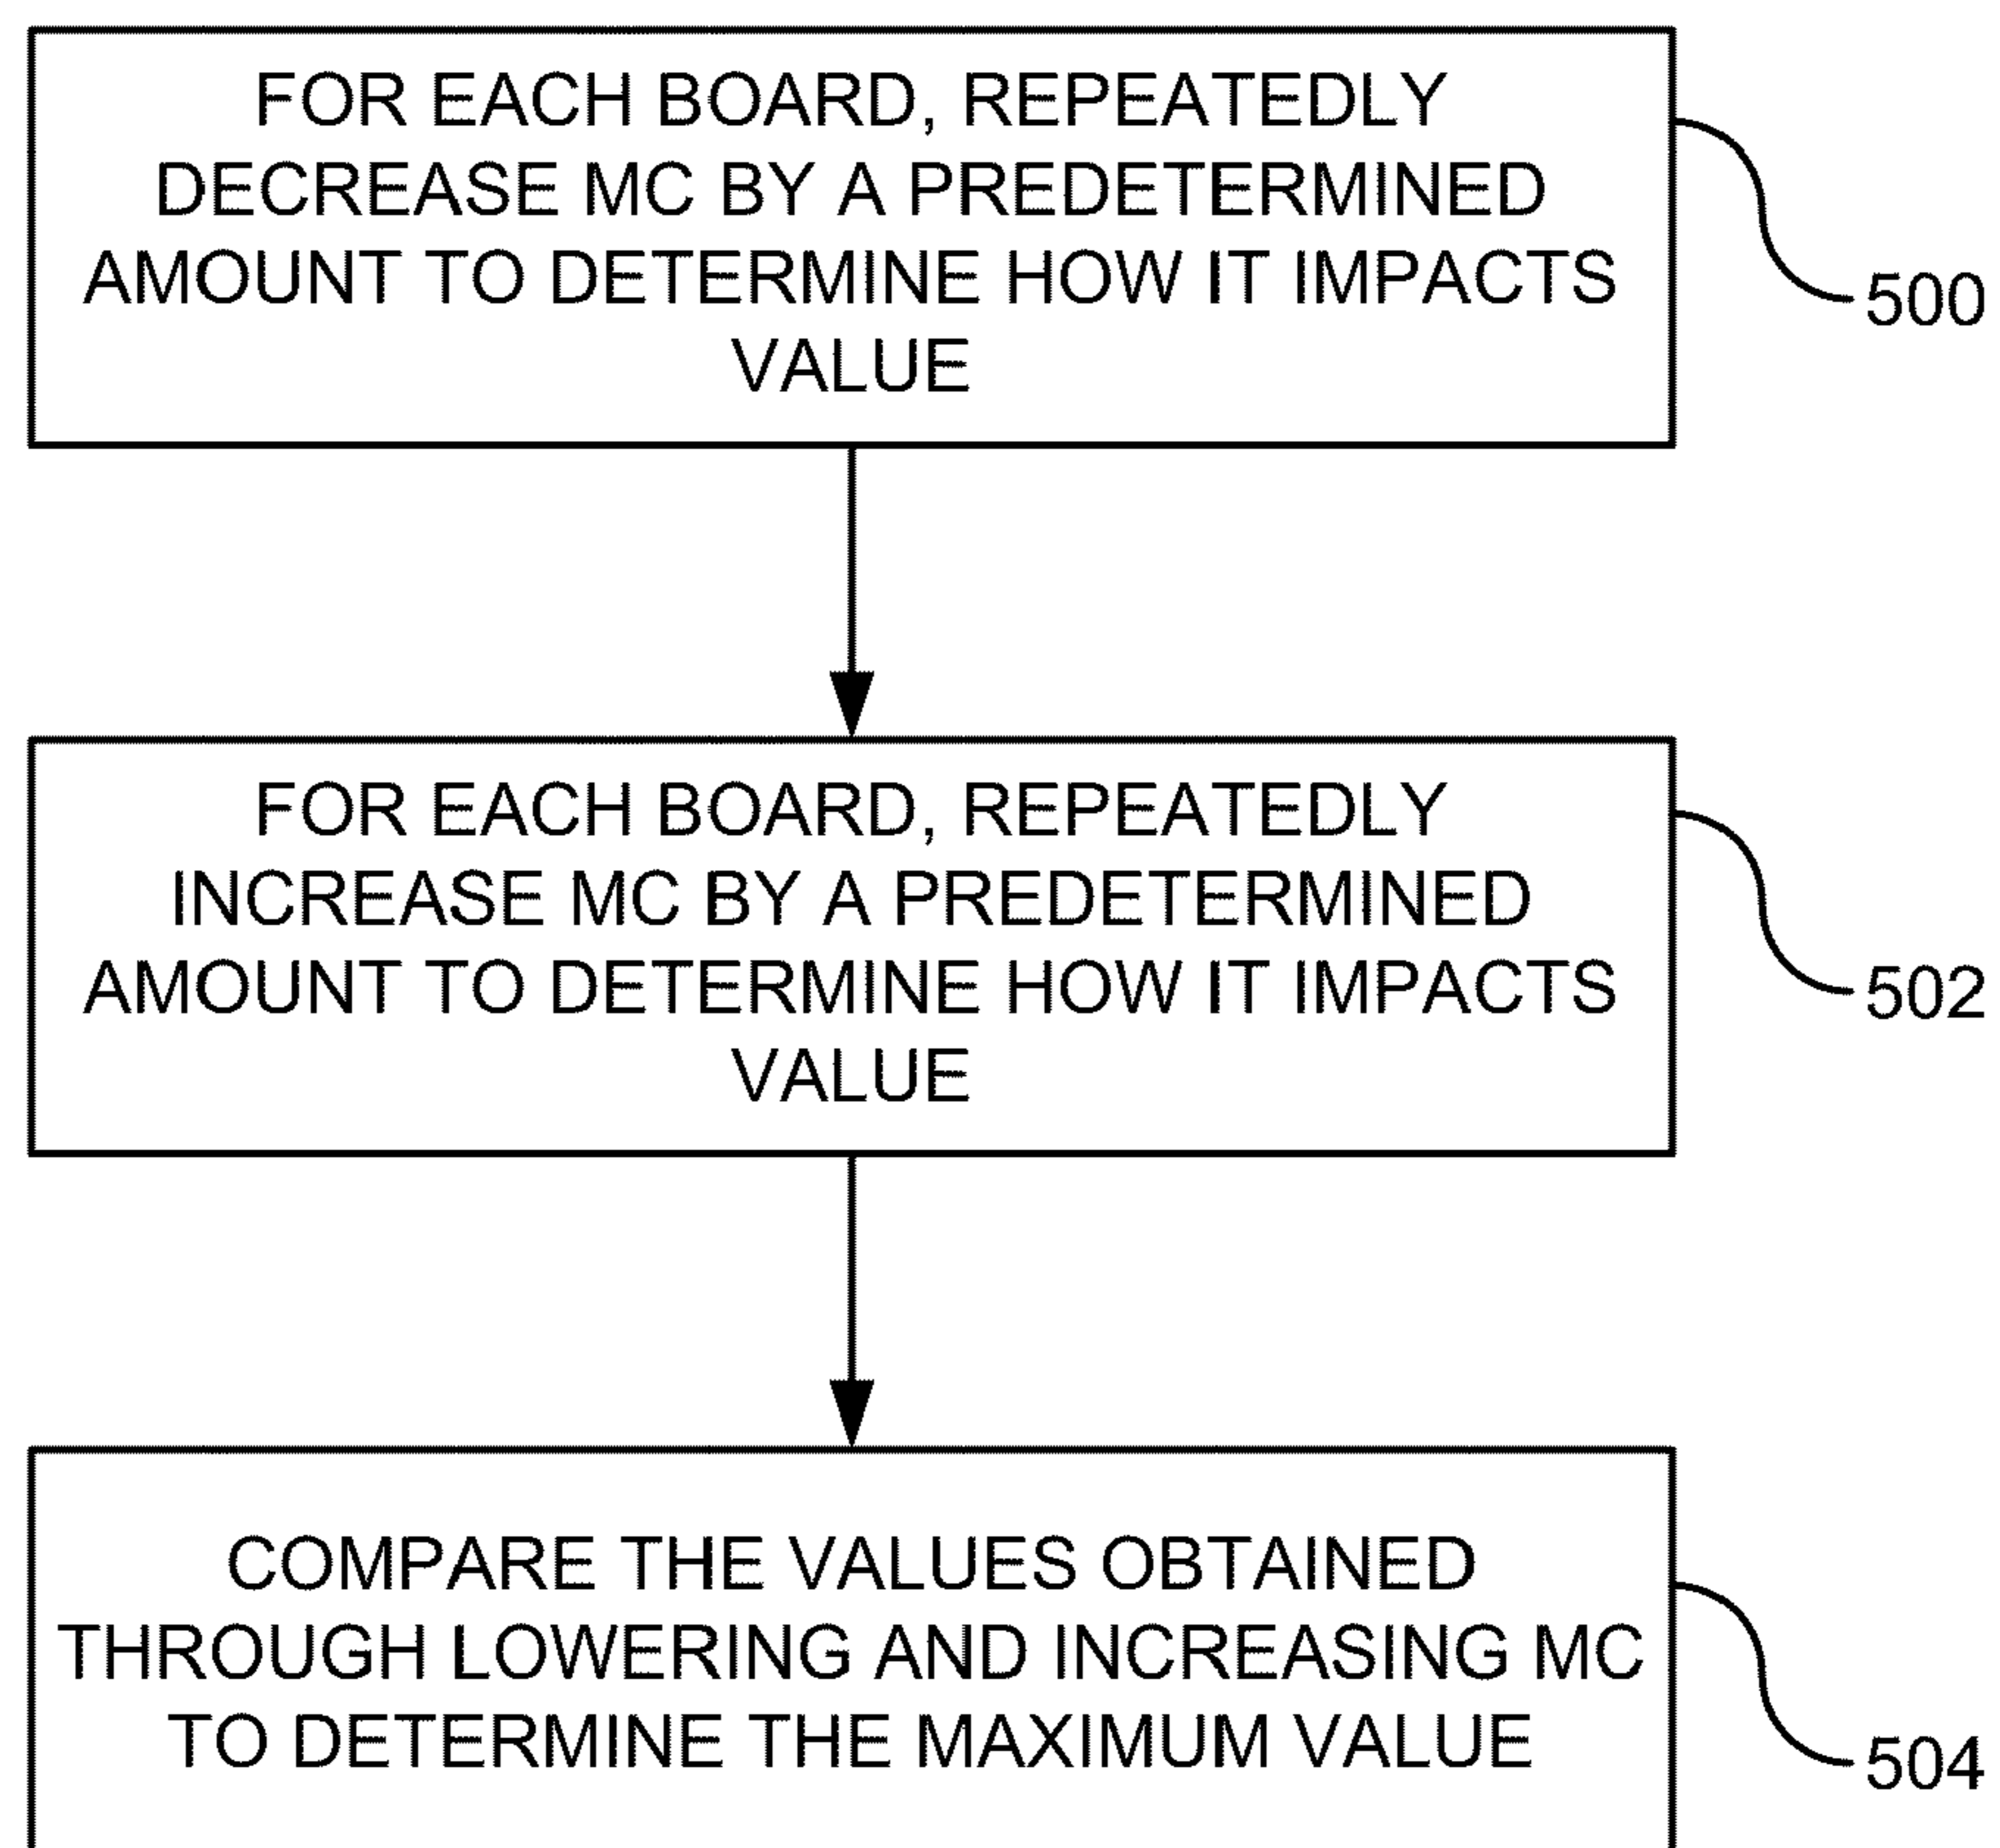 FOR EACH BOARD, REPEATEDLY
DECREASE MC BY A PREDETERMINED
AMOUNT TO DETERMINE HOW IT IMPACTS
VALUE
500
FOR EACH BOARD, REPEATEDLY
INCREASE MC BY A PREDETERMINED
AMOUNT TO DETERMINE HOW IT IMPACTS
VALUE
502
COMPARE THE VALUES OBTAINED
THROUGH LOWERING AND INCREASING MC
TO DETERMINE THE MAXIMUM VALUE
504